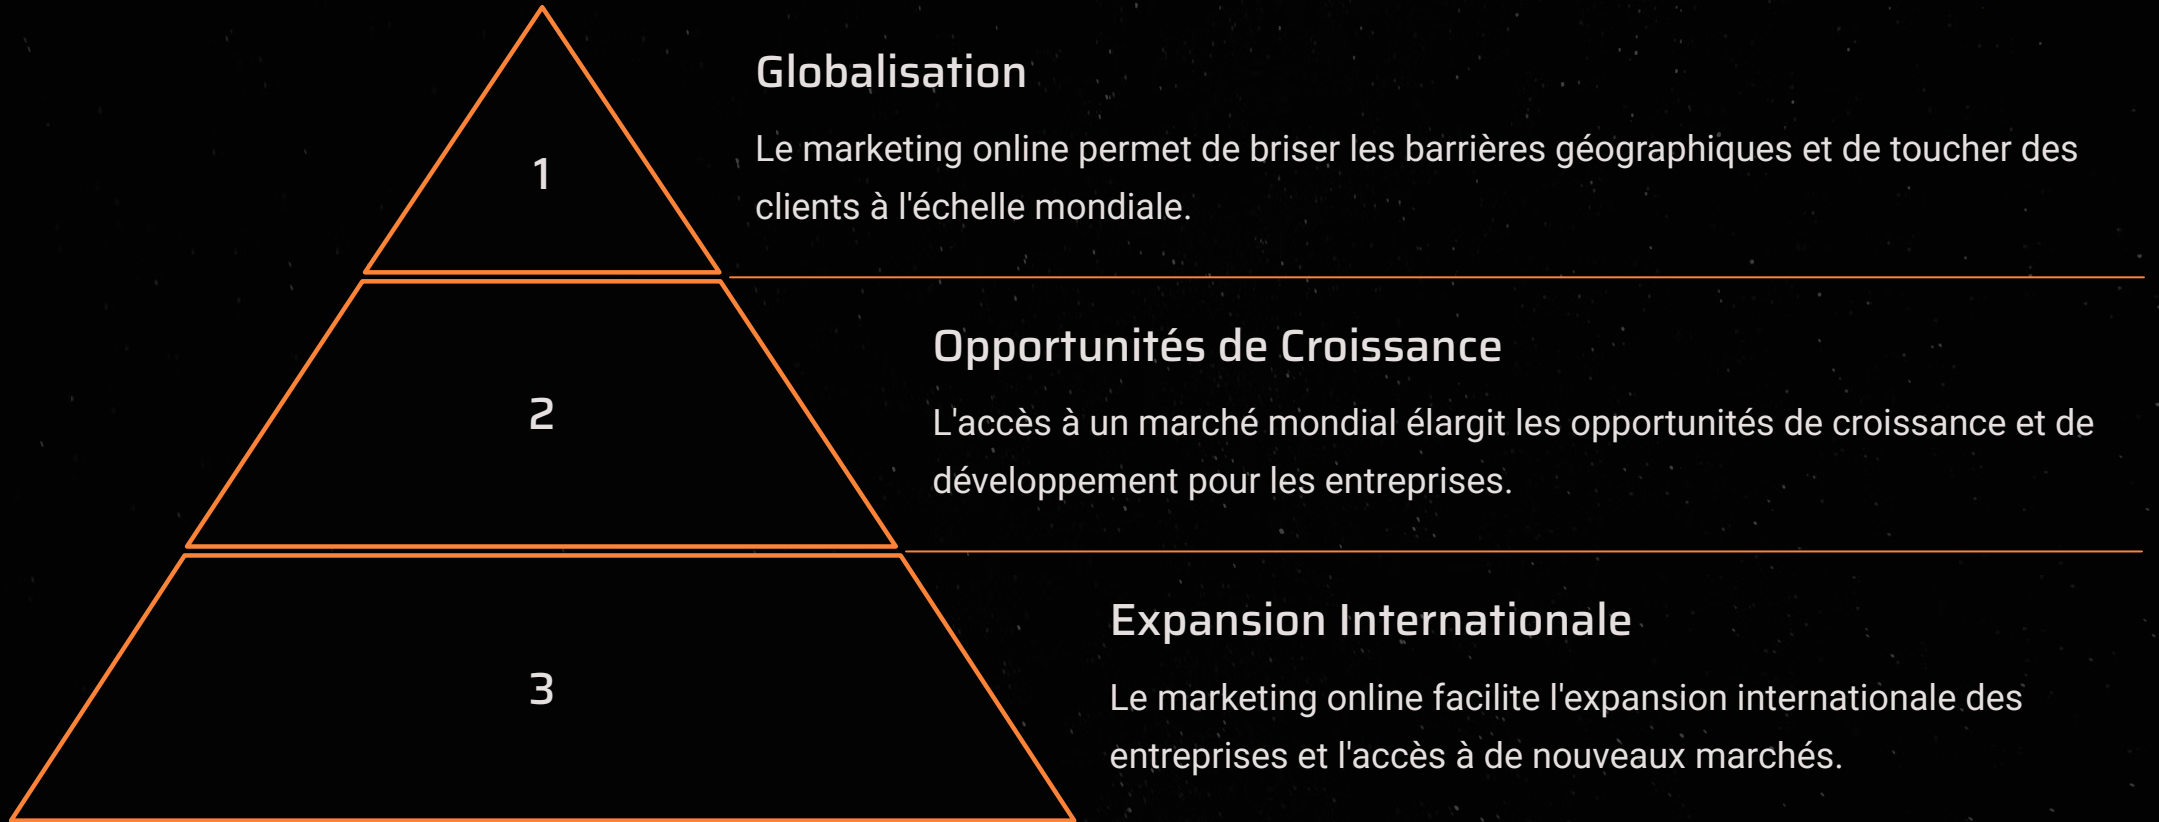 Globalisation
1
Le marketing online permet de briser les barrières géographiques et de toucher des
clients à l'échelle mondiale.
Opportunités de Croissance
2
L'accès à un marché mondial élargit les opportunités de croissance et de
développement pour les entreprises.
Expansion Internationale
3
Le marketing online facilite l'expansion internationale des
entreprises et l'accès à de nouveaux marchés.